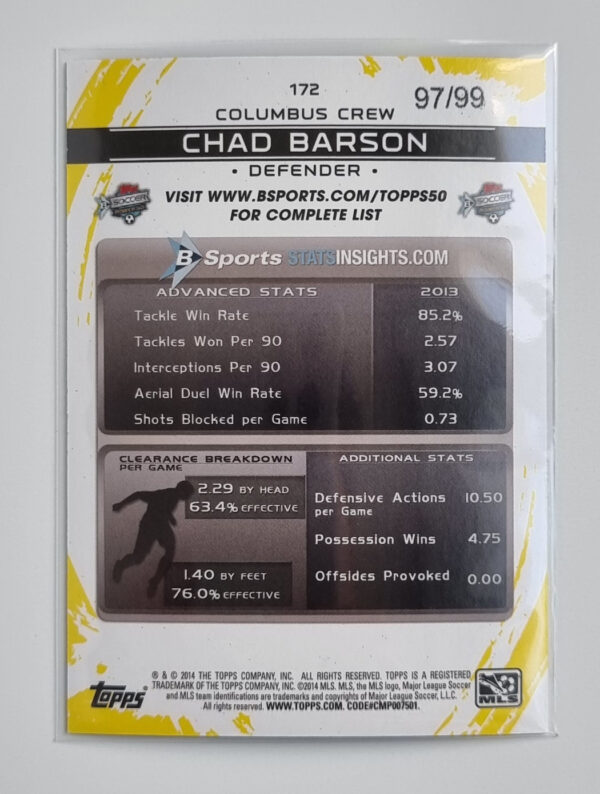 172
97/99
COLUMBUS CREW
CHAD BARSON
• DEFENDER •
VISIT WWW.BSPORTS.COM/TOPPS50
FOR COMPLETE LIST
B SOCCER
B SOCCER
B Sports STATSINSIGHTS.COM
ADVANCED STATS 2013
Tackle Win Rate 85.2%
Tackles Won Per 90 2.57
Interceptions Per 90 3.07
Aerial Duel Win Rate 59.2%
Shots Blocked per Game 0.73
CLEARANCE BREAKDOWN
PER GAME
2.29 BY HEAD
63.4% EFFECTIVE
1.40 BY FEET
76.0% EFFECTIVE
ADDITIONAL STATS
Defensive Actions 10.50
per Game
Possession Wins 4.75
Offsides Provoked 0.00
® & © 2014 THE TOPPS COMPANY, INC. ALL RIGHTS RESERVED. TOPPS IS A REGISTERED
TRADEMARK OF THE TOPPS COMPANY, INC. ©2014 MLS. MLS, the MLS logo, Major League Soccer
and MLS team identifications are trademarks and copyrights of Major League Soccer, L.L.C.
All rights reserved. WWW.TOPPS.COM. CODE#CMP007501.
topps
MLS